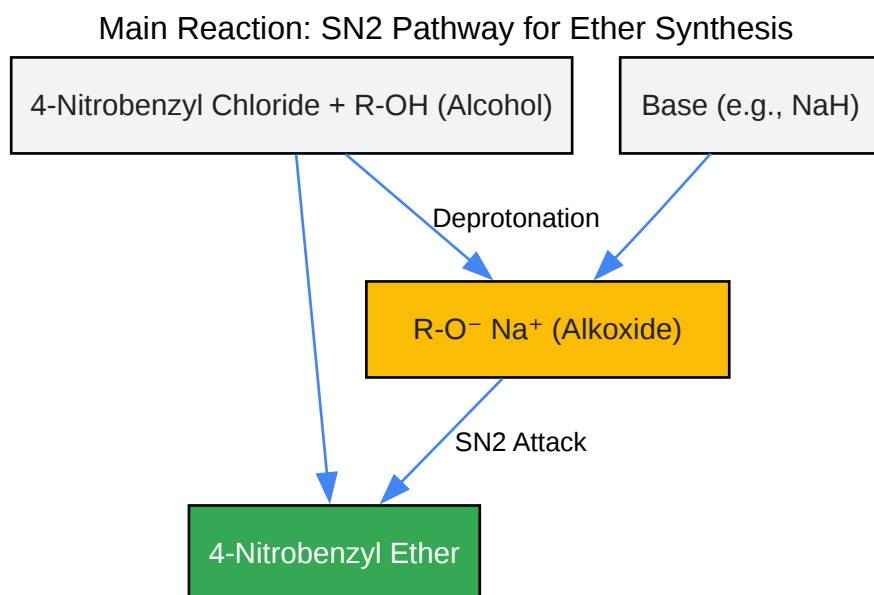 Main Reaction: SN2 Pathway for Ether Synthesis
4-Nitrobenzyl Chloride + R-OH (Alcohol)
Base (e.g., NaH)
Deprotonation
R-O⁻ Na⁺ (Alkoxide)
SN2 Attack
4-Nitrobenzyl Ether